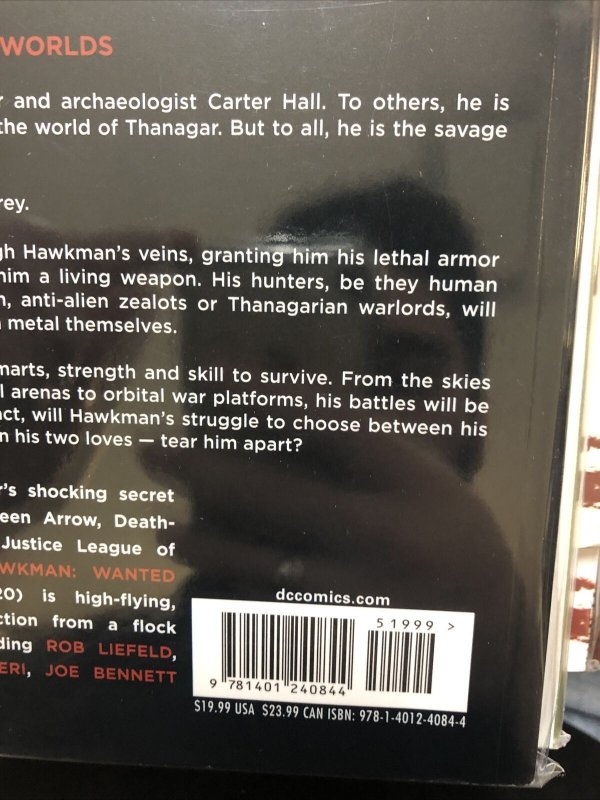 WORLDS
and archaeologist Carter Hall. To others, he is
the world of Thanagar. But to all, he is the savage
rey.
gh Hawkman's veins, granting him his lethal armor
him a living weapon. His hunters, be they human
n, anti-alien zealots or Thanagarian warlords, will
metal themselves.
marts, strength and skill to survive. From the skies
l arenas to orbital war platforms, his battles will be
act, will Hawkman's struggle to choose between his
n his two loves — tear him apart?
r's shocking secret
een Arrow, Death-
Justice League of
WKMAN: WANTED
20) is high-flying,
ction from a flock
ding ROB LIEFELD,
ERI, JOE BENNETT
dccomics.com
5 1 9 9 9 >
9 781401 240844
$19.99 USA $23.99 CAN ISBN: 978-1-4012-4084-4